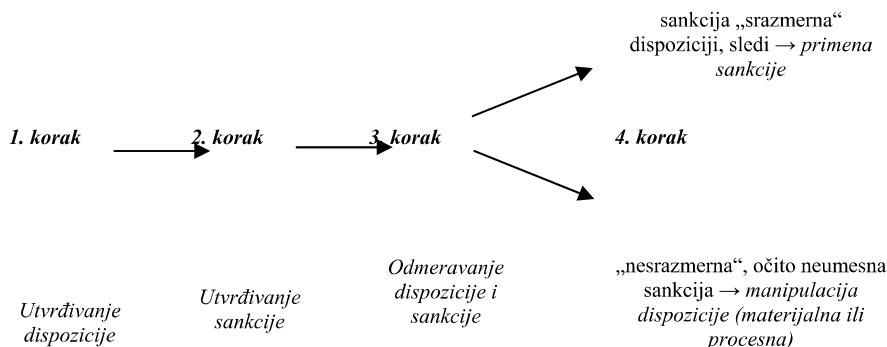 sankcija „srazmerna“
dispoziciji, sledi → primena
sankcije
1. korak
2. korak
3. korak
4. korak
Utvrđivanje
dispozicije
Utvrđivanje
sankcije
Odmeravanje
dispozicije i
sankcije
„nesrazmerna“, očito neumesna
sankcija → manipulacija
dispozicije (materijalna ili
procesna)